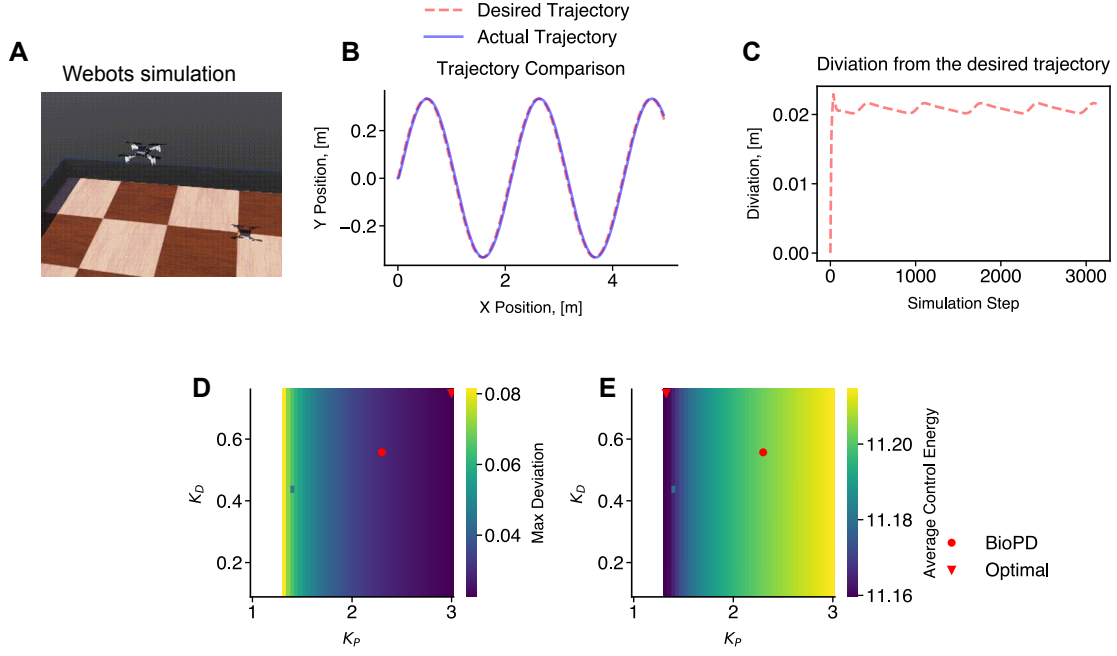 Desired Trajectory
Actual Trajectory
A
Webots simulation
B
Trajectory Comparison
Y Position, [m]
0.2
0.0
−0.2
0
2
4
X Position, [m]
C
Diviation from the desired trajectory
Diviation, [m]
0.02
0.01
0.00
0
1000
2000
3000
Simulation Step
D
K_D
0.6
0.4
0.2
1
2
3
K_P
0.08
0.06
0.04
Max Deviation
E
K_D
0.6
0.4
0.2
1
2
3
K_P
11.20
11.18
11.16
Average Control Energy
BioPD
Optimal